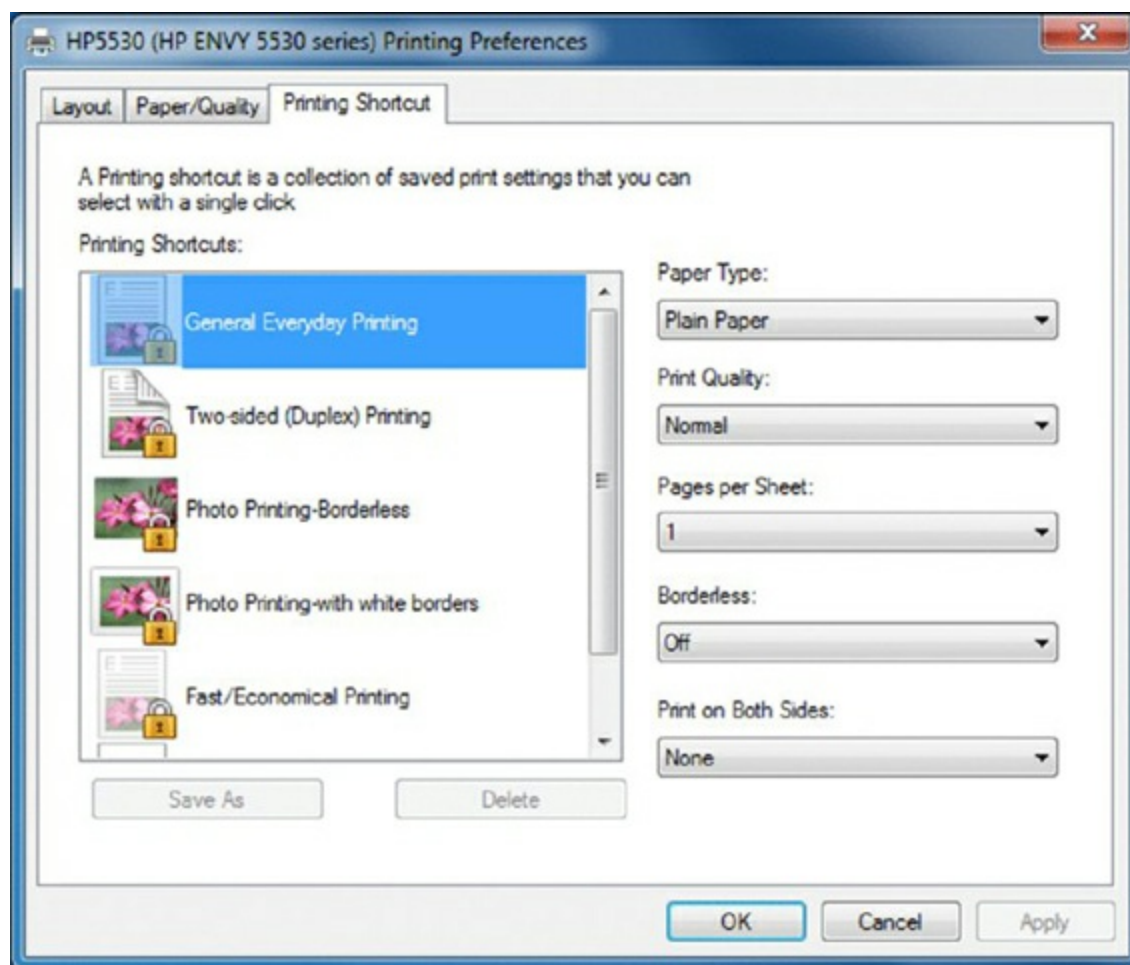 HP5530 (HP ENVY 5530 series) Printing Preferences
Layout
Paper/Quality
Printing Shortcut
A Printing shortcut is a collection of saved print settings that you can
select with a single click
Printing Shortcuts:
General Everyday Printing
Two-sided (Duplex) Printing
Photo Printing-Borderless
Photo Printing-with white borders
Fast/Economical Printing
Save As
Delete
Paper Type:
Plain Paper
Print Quality:
Normal
Pages per Sheet:
1
Borderless:
Off
Print on Both Sides:
None
OK
Cancel
Apply